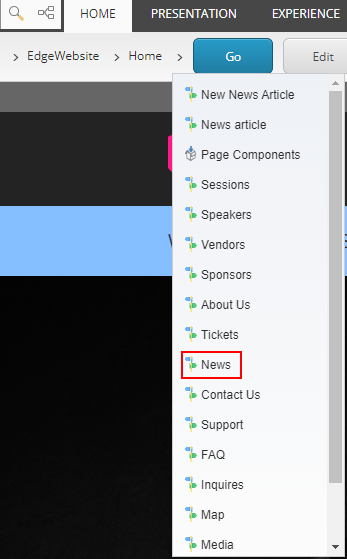 HOME PRESENTATION EXPERIENCE
EdgeWebsite Home Go Edit
New News Article
News article
Page Components
Sessions
Speakers
Vendors
Sponsors
About Us
Tickets
News
Contact Us
Support
FAQ
Inquires
Map
Media